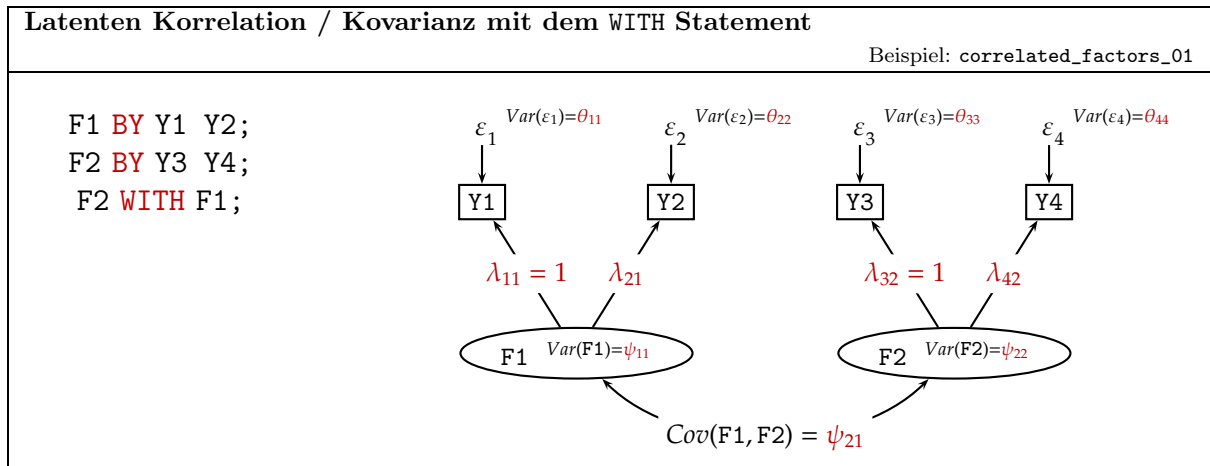 Latenten Korrelation / Kovarianz mit dem WITH Statement
Beispiel: correlated_factors_01
F1 BY Y1 Y2;
F2 BY Y3 Y4;
F2 WITH F1;
ε₁ Var(ε₁)=θ₁₁ ε₂ Var(ε₂)=θ₂₂ ε₃ Var(ε₃)=θ₃₃ ε₄ Var(ε₄)=θ₄₄
Y1 Y2 Y3 Y4
λ₁₁ = 1 λ₂₁ λ₃₂ = 1 λ₄₂
F1 Var(F1)=ψ₁₁ F2 Var(F2)=ψ₂₂
Cov(F1, F2) = ψ₂₁